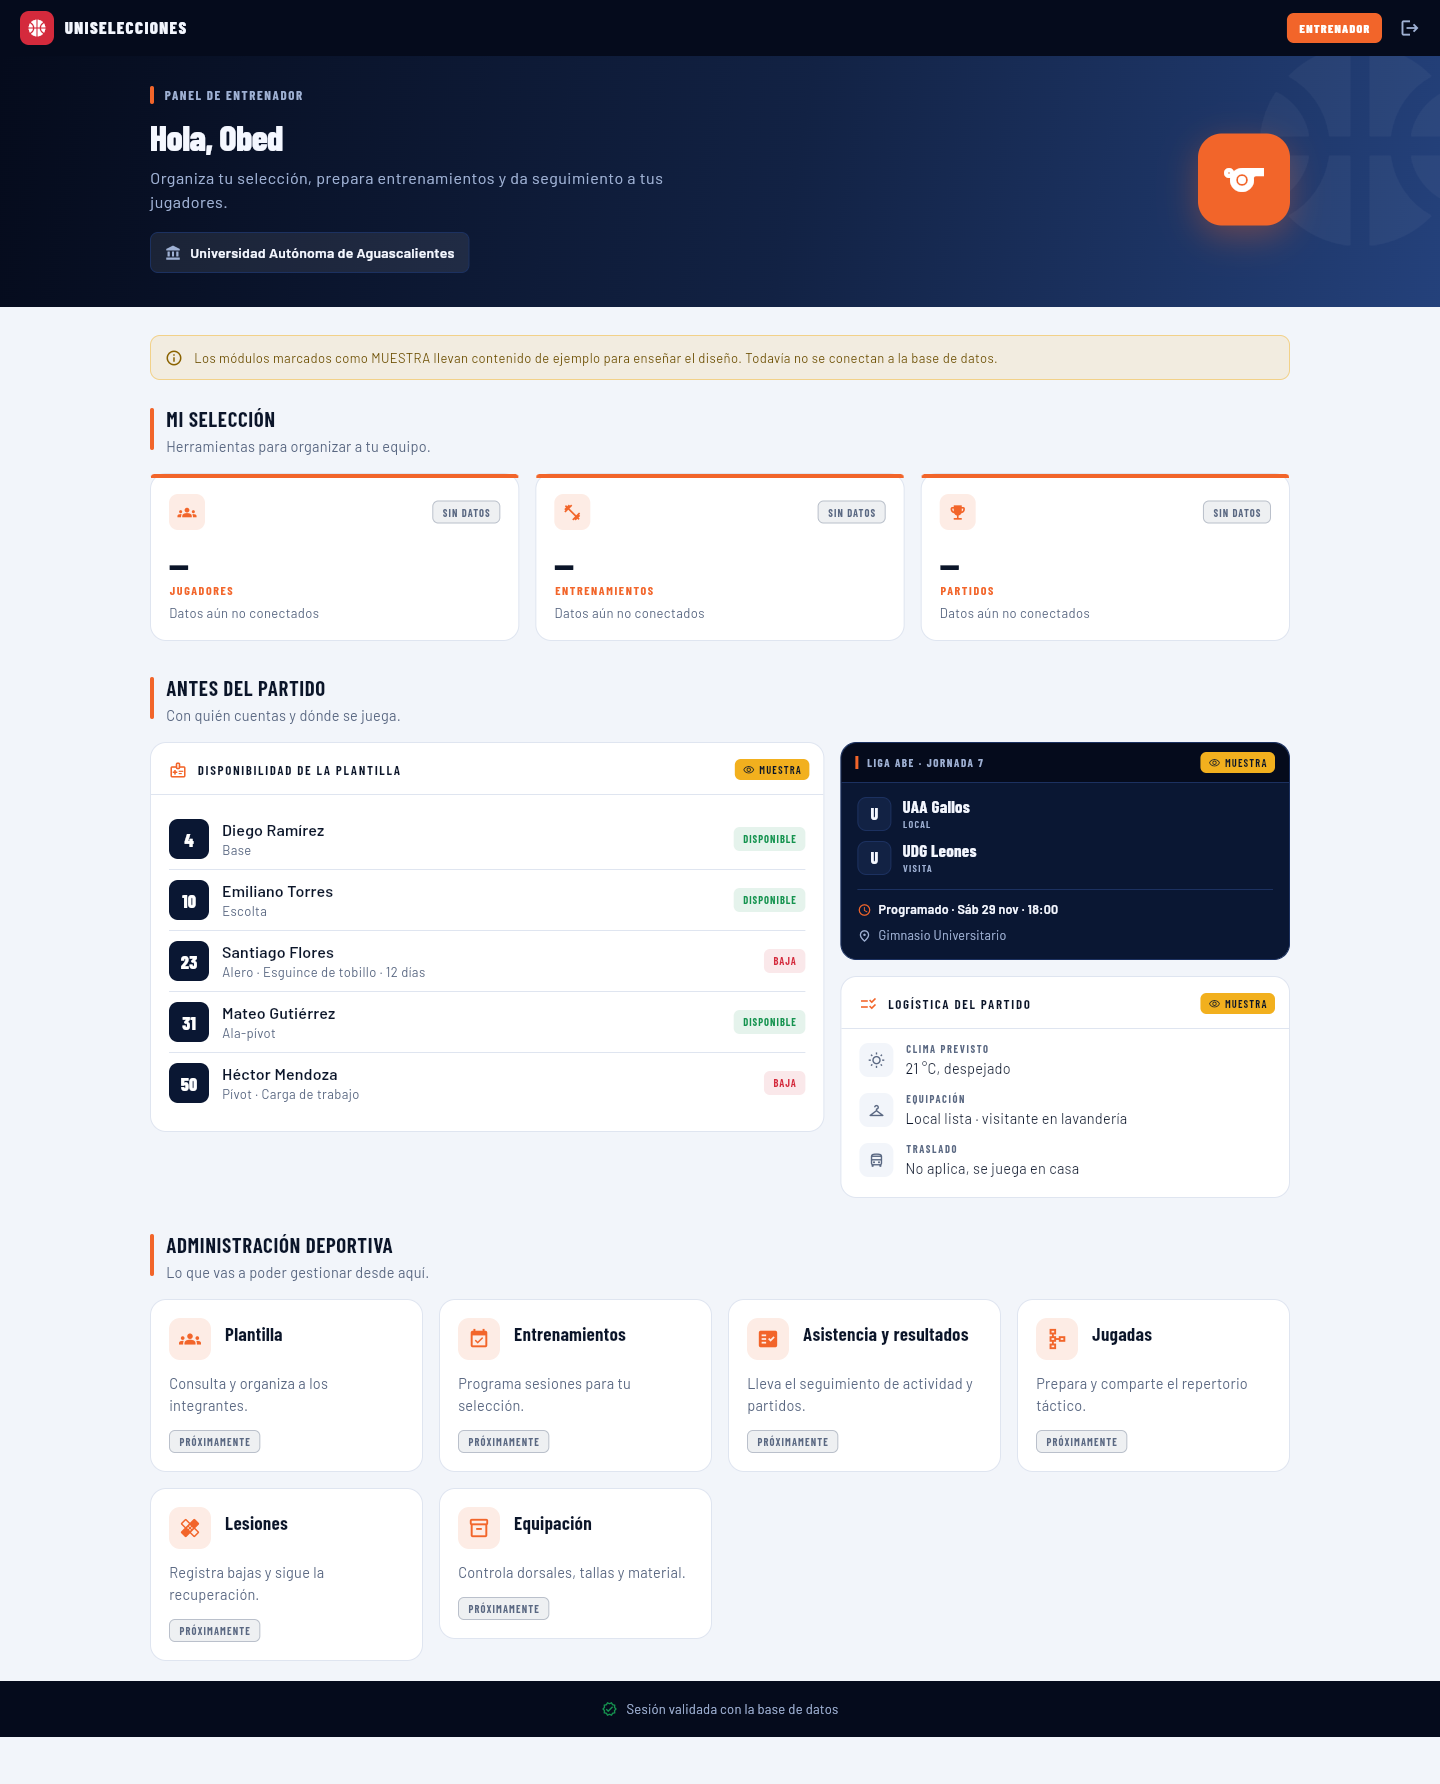 UNISELECCIONES
ENTRENADOR
PANEL DE ENTRENADOR
Hola, Obed
Organiza tu selección, prepara entrenamientos y da seguimiento a tus
jugadores.
Universidad Autónoma de Aguascalientes
Los módulos marcados como MUESTRA llevan contenido de ejemplo para enseñar el diseño. Todavía no se conectan a la base de datos.
MI SELECCIÓN
Herramientas para organizar a tu equipo.
SIN DATOS
–
JUGADORES
Datos aún no conectados
SIN DATOS
–
ENTRENAMIENTOS
Datos aún no conectados
SIN DATOS
–
PARTIDOS
Datos aún no conectados
ANTES DEL PARTIDO
Con quién cuentas y dónde se juega.
DISPONIBILIDAD DE LA PLANTILLA
MUESTRA
4
Diego Ramírez
Base
DISPONIBLE
10
Emiliano Torres
Escolta
DISPONIBLE
23
Santiago Flores
Alero · Esguince de tobillo · 12 días
BAJA
31
Mateo Gutiérrez
Ala-pívot
DISPONIBLE
50
Héctor Mendoza
Pívot · Carga de trabajo
BAJA
LIGA ABE · JORNADA 7
MUESTRA
U
UAA Gallos
LOCAL
U
UDG Leones
VISITA
Programado · Sáb 29 nov · 18:00
Gimnasio Universitario
LOGÍSTICA DEL PARTIDO
MUESTRA
CLIMA PREVISTO
21 °C, despejado
EQUIPACIÓN
Local lista · visitante en lavandería
TRASLADO
No aplica, se juega en casa
ADMINISTRACIÓN DEPORTIVA
Lo que vas a poder gestionar desde aquí.
Plantilla
Consulta y organiza a los
integrantes.
PRÓXIMAMENTE
Entrenamientos
Programa sesiones para tu
selección.
PRÓXIMAMENTE
Asistencia y resultados
Lleva el seguimiento de actividad y
partidos.
PRÓXIMAMENTE
Jugadas
Prepara y comparte el repertorio
táctico.
PRÓXIMAMENTE
Lesiones
Registra bajas y sigue la
recuperación.
PRÓXIMAMENTE
Equipación
Controla dorsales, tallas y material.
PRÓXIMAMENTE
Sesión validada con la base de datos